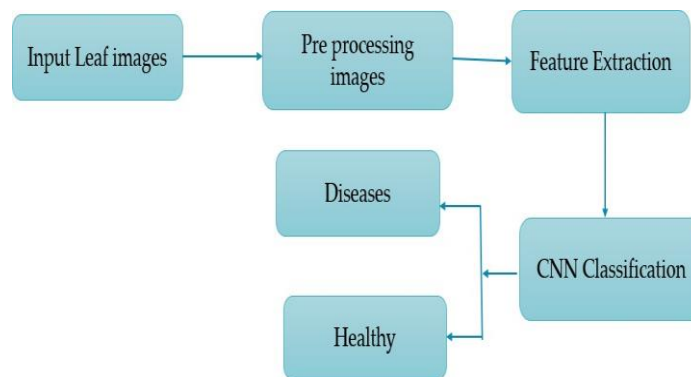 Input Leaf images
Pre processing
images
Feature Extraction
Diseases
CNN Classification
Healthy